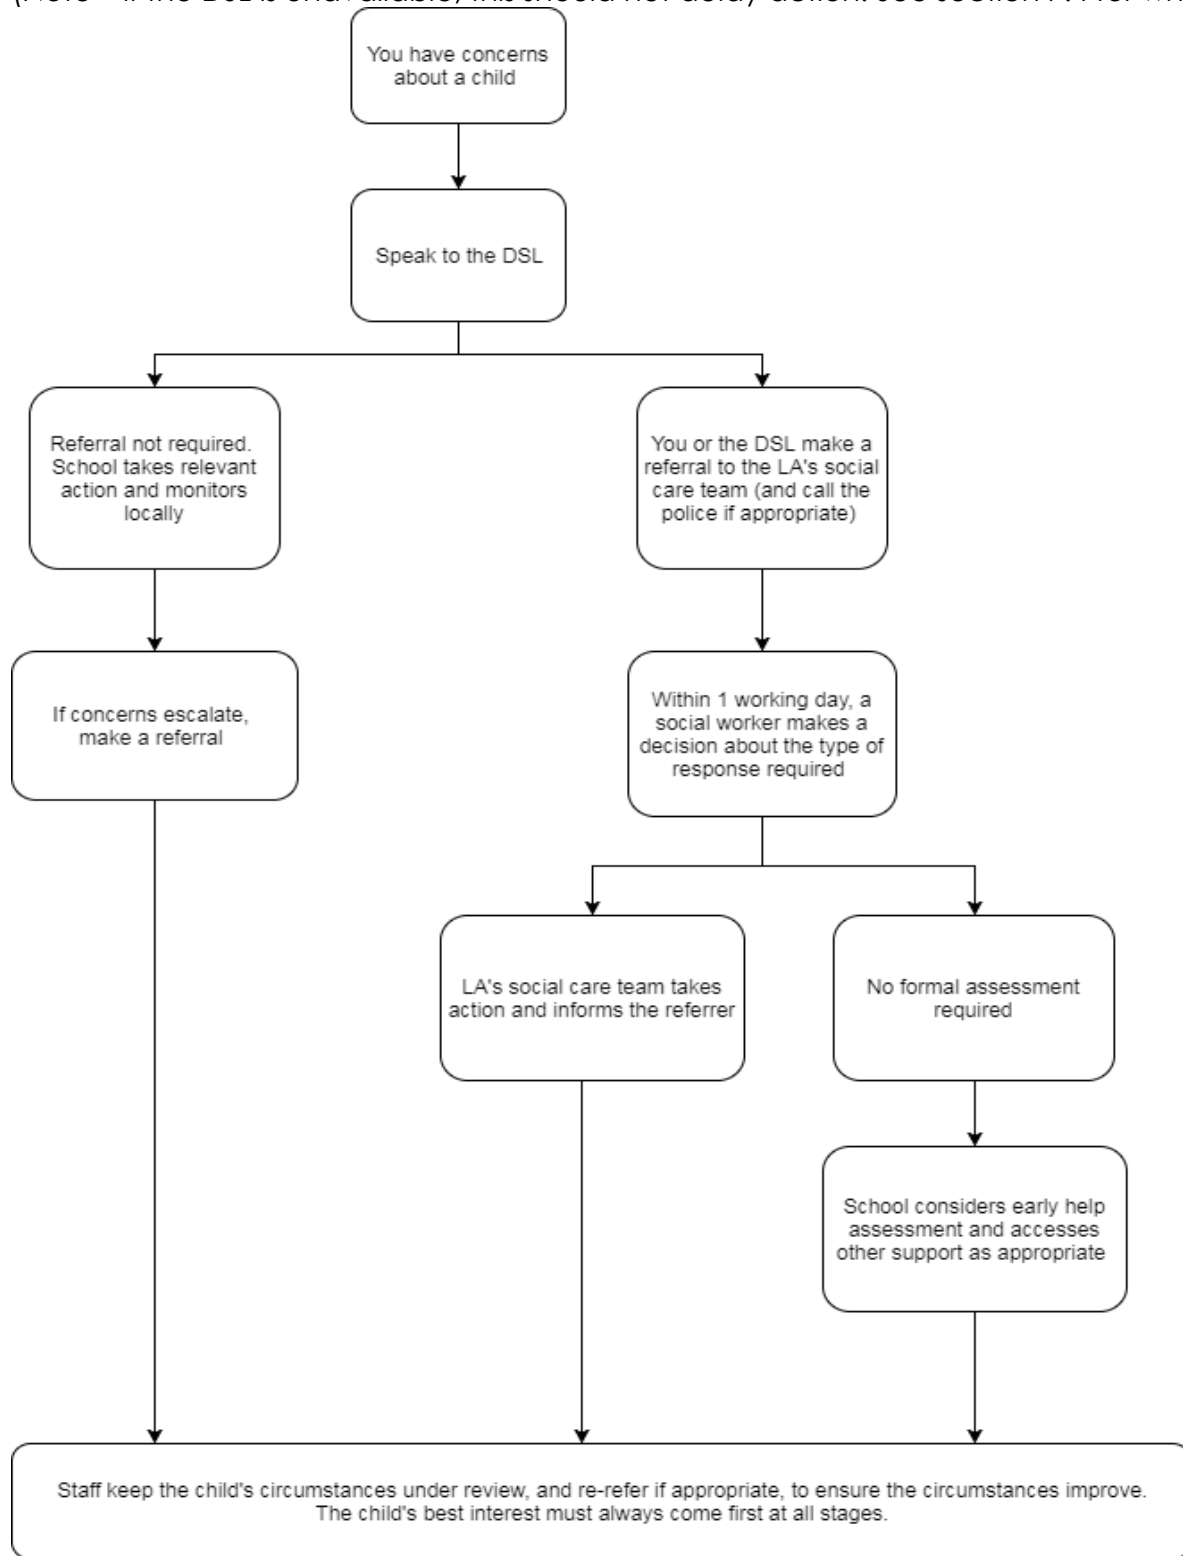 You have concerns
about a child
Speak to the DSL
Referral not required.
School takes relevant
action and monitors
locally
You or the DSL make a
referral to the LA's social
care team (and call the
police if appropriate)
If concerns escalate,
make a referral
Within 1 working day, a
social worker makes a
decision about the type of
response required
LA's social care team takes
action and informs the referrer
No formal assessment
required
School considers early help
assessment and accesses
other support as appropriate
Staff keep the child's circumstances under review, and re-refer if appropriate, to ensure the circumstances improve.
The child's best interest must always come first at all stages.